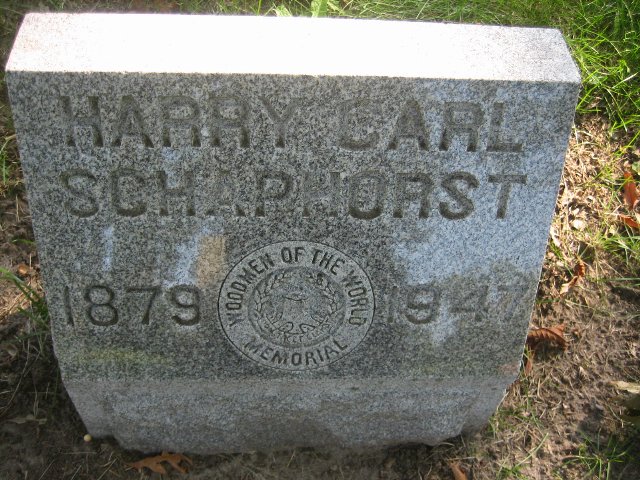 HARRY CARL
SCHAPHORST
1879 1947
WOODMEN OF THE WORLD
MEMORIAL